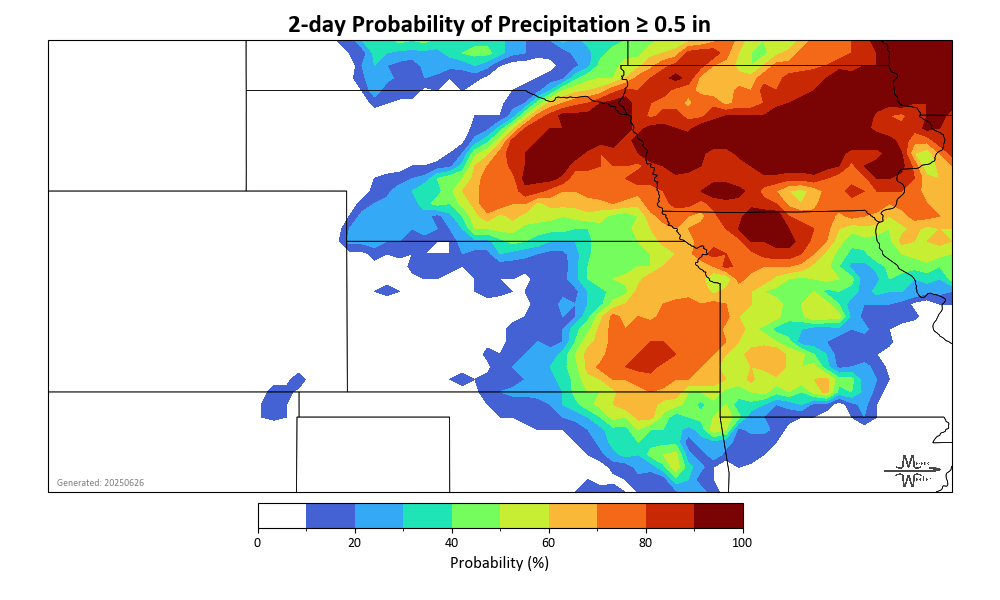 2-day Probability of Precipitation ≥ 0.5 in
Generated: 20250626
0 20 40 60 80 100
Probability (%)